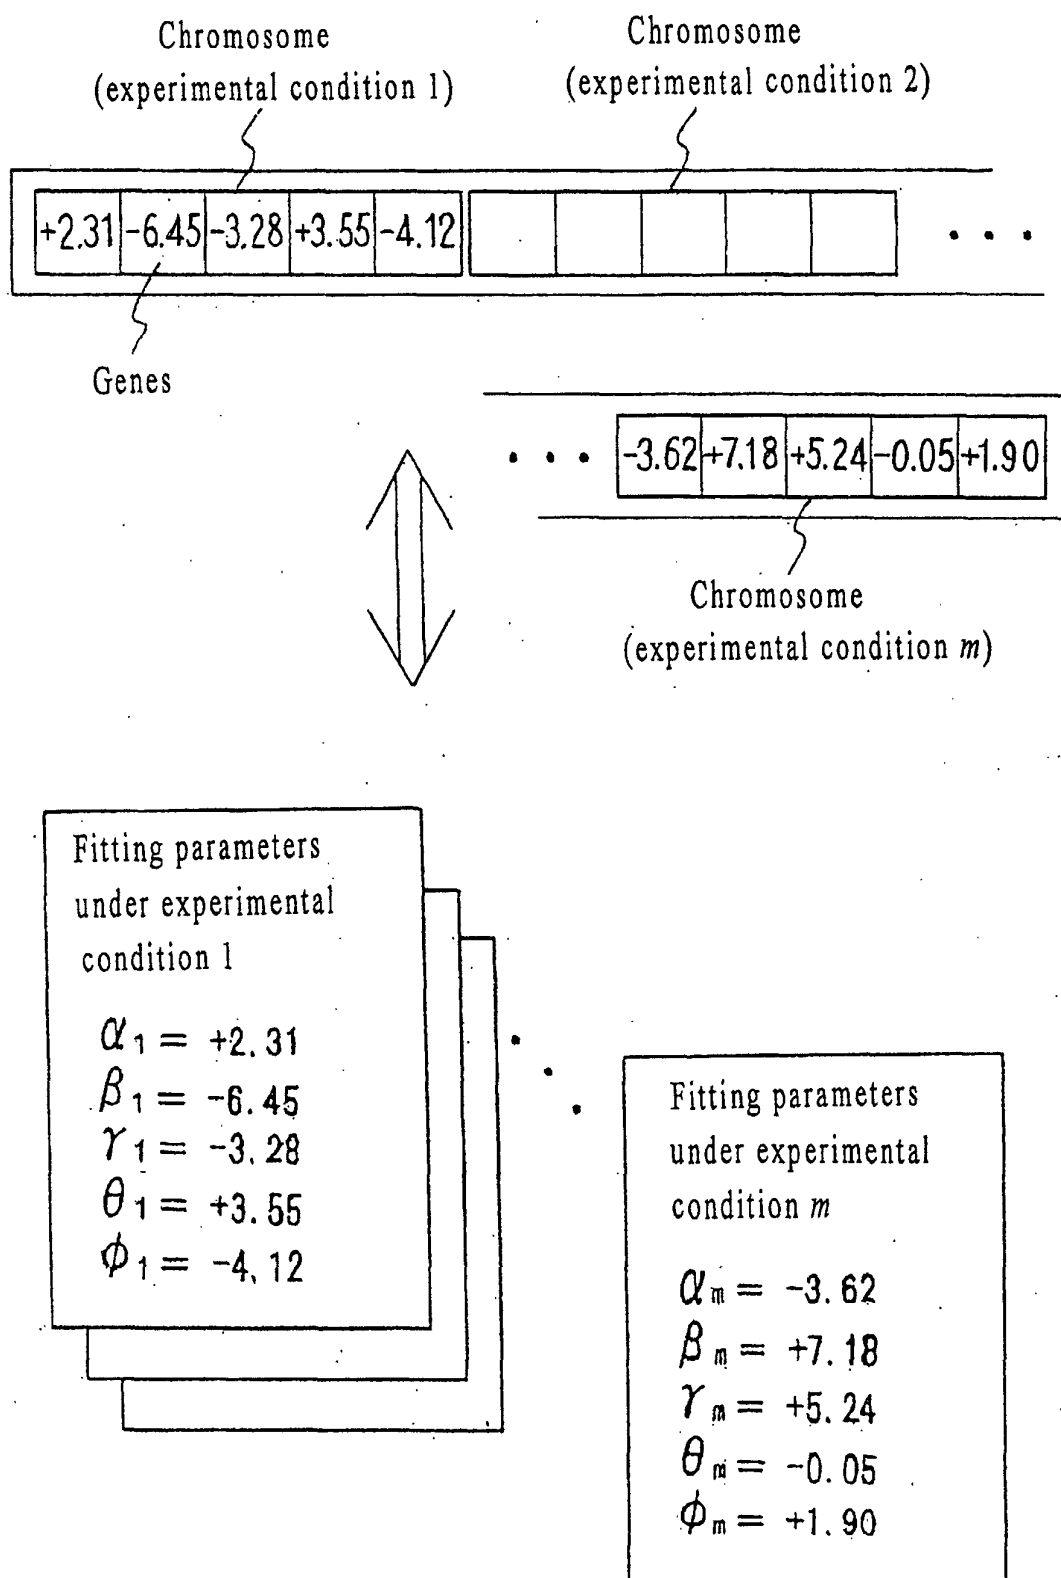 Chromosome
(experimental condition 1)
Chromosome
(experimental condition 2)
+2.31 -6.45 -3.28 +3.55 -4.12
Genes
-3.62 +7.18 +5.24 -0.05 +1.90
Chromosome
(experimental condition m)
Fitting parameters
under experimental
condition 1
α1 = +2.31
β1 = -6.45
γ1 = -3.28
θ1 = +3.55
ϕ1 = -4.12
Fitting parameters
under experimental
condition m
αm = -3.62
βm = +7.18
γm = +5.24
θm = -0.05
ϕm = +1.90